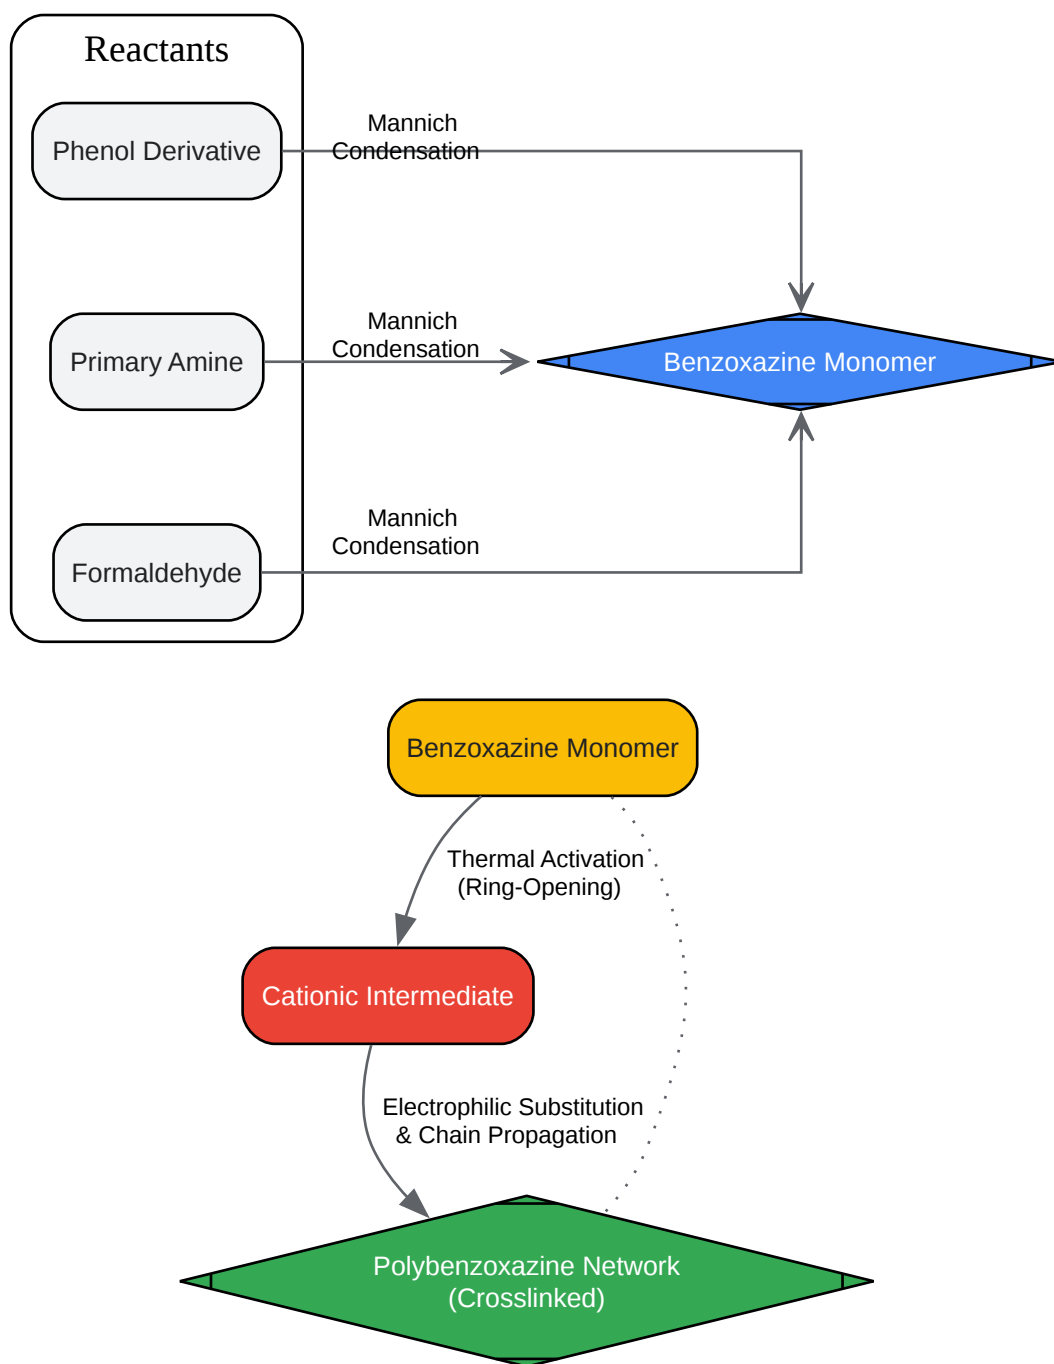 Reactants
Phenol Derivative
Mannich
Condensation
Primary Amine
Mannich
Condensation
Benzoxazine Monomer
Formaldehyde
Mannich
Condensation
Benzoxazine Monomer
Thermal Activation
(Ring-Opening)
Cationic Intermediate
Electrophilic Substitution
& Chain Propagation
Polybenzoxazine Network
(Crosslinked)